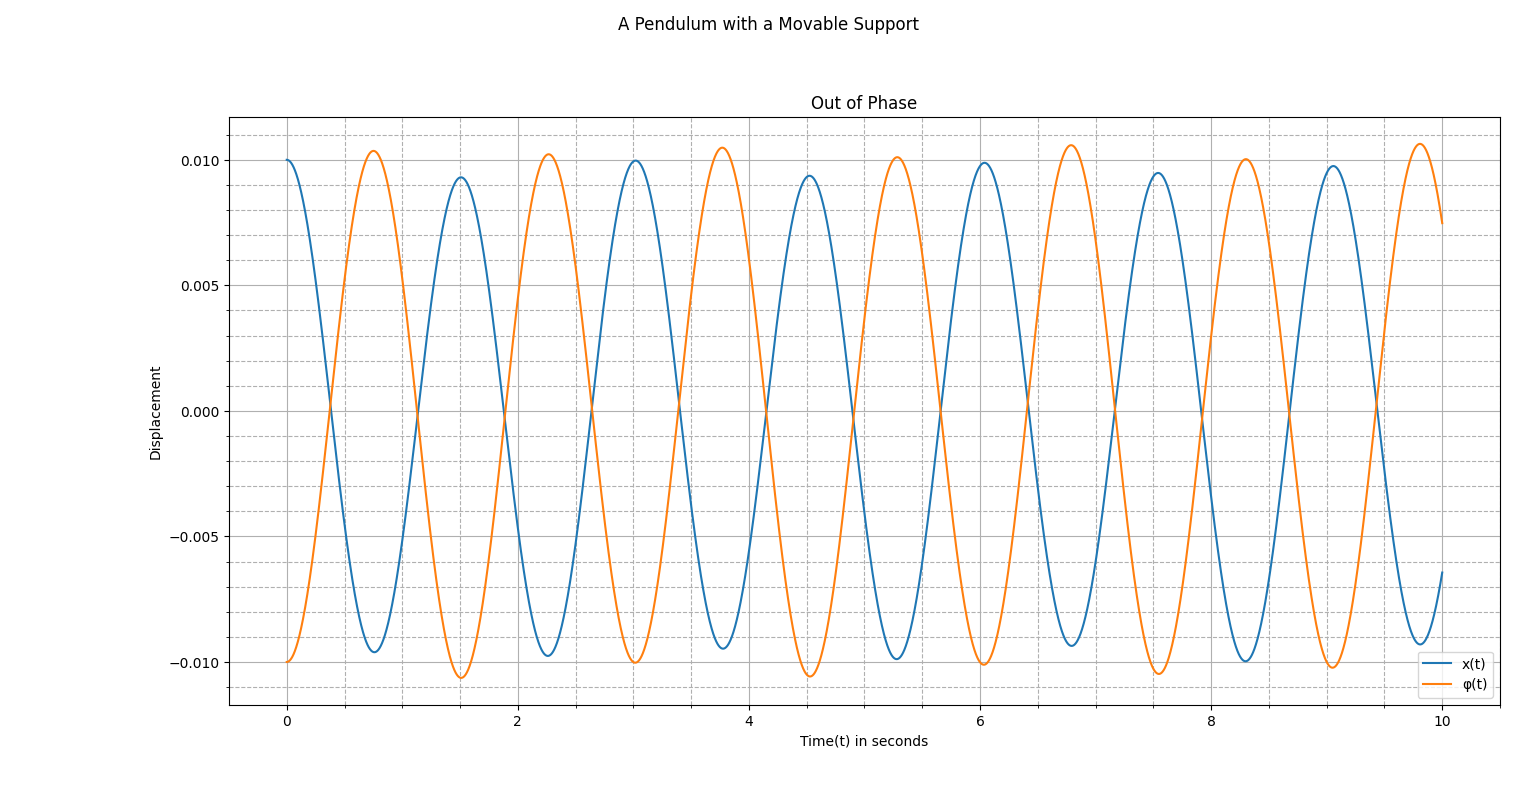 A Pendulum with a Movable Support
Out of Phase
0.010
0.005
0.000
−0.005
−0.010
Displacement
0 2 4 6 8 10
Time(t) in seconds
x(t)
φ(t)